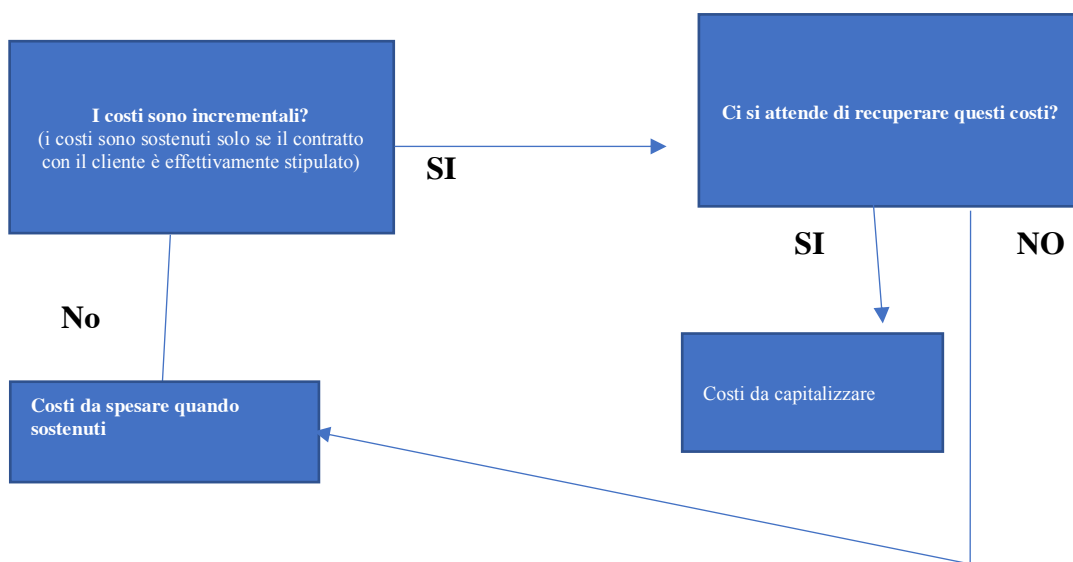 I costi sono incrementali?
(i costi sono sostenuti solo se il contratto
con il cliente è effettivamente stipulato)
SI
Ci si attende di recuperare questi costi?
SI
NO
No
Costi da spesare quando
sostenuti
Costi da capitalizzare